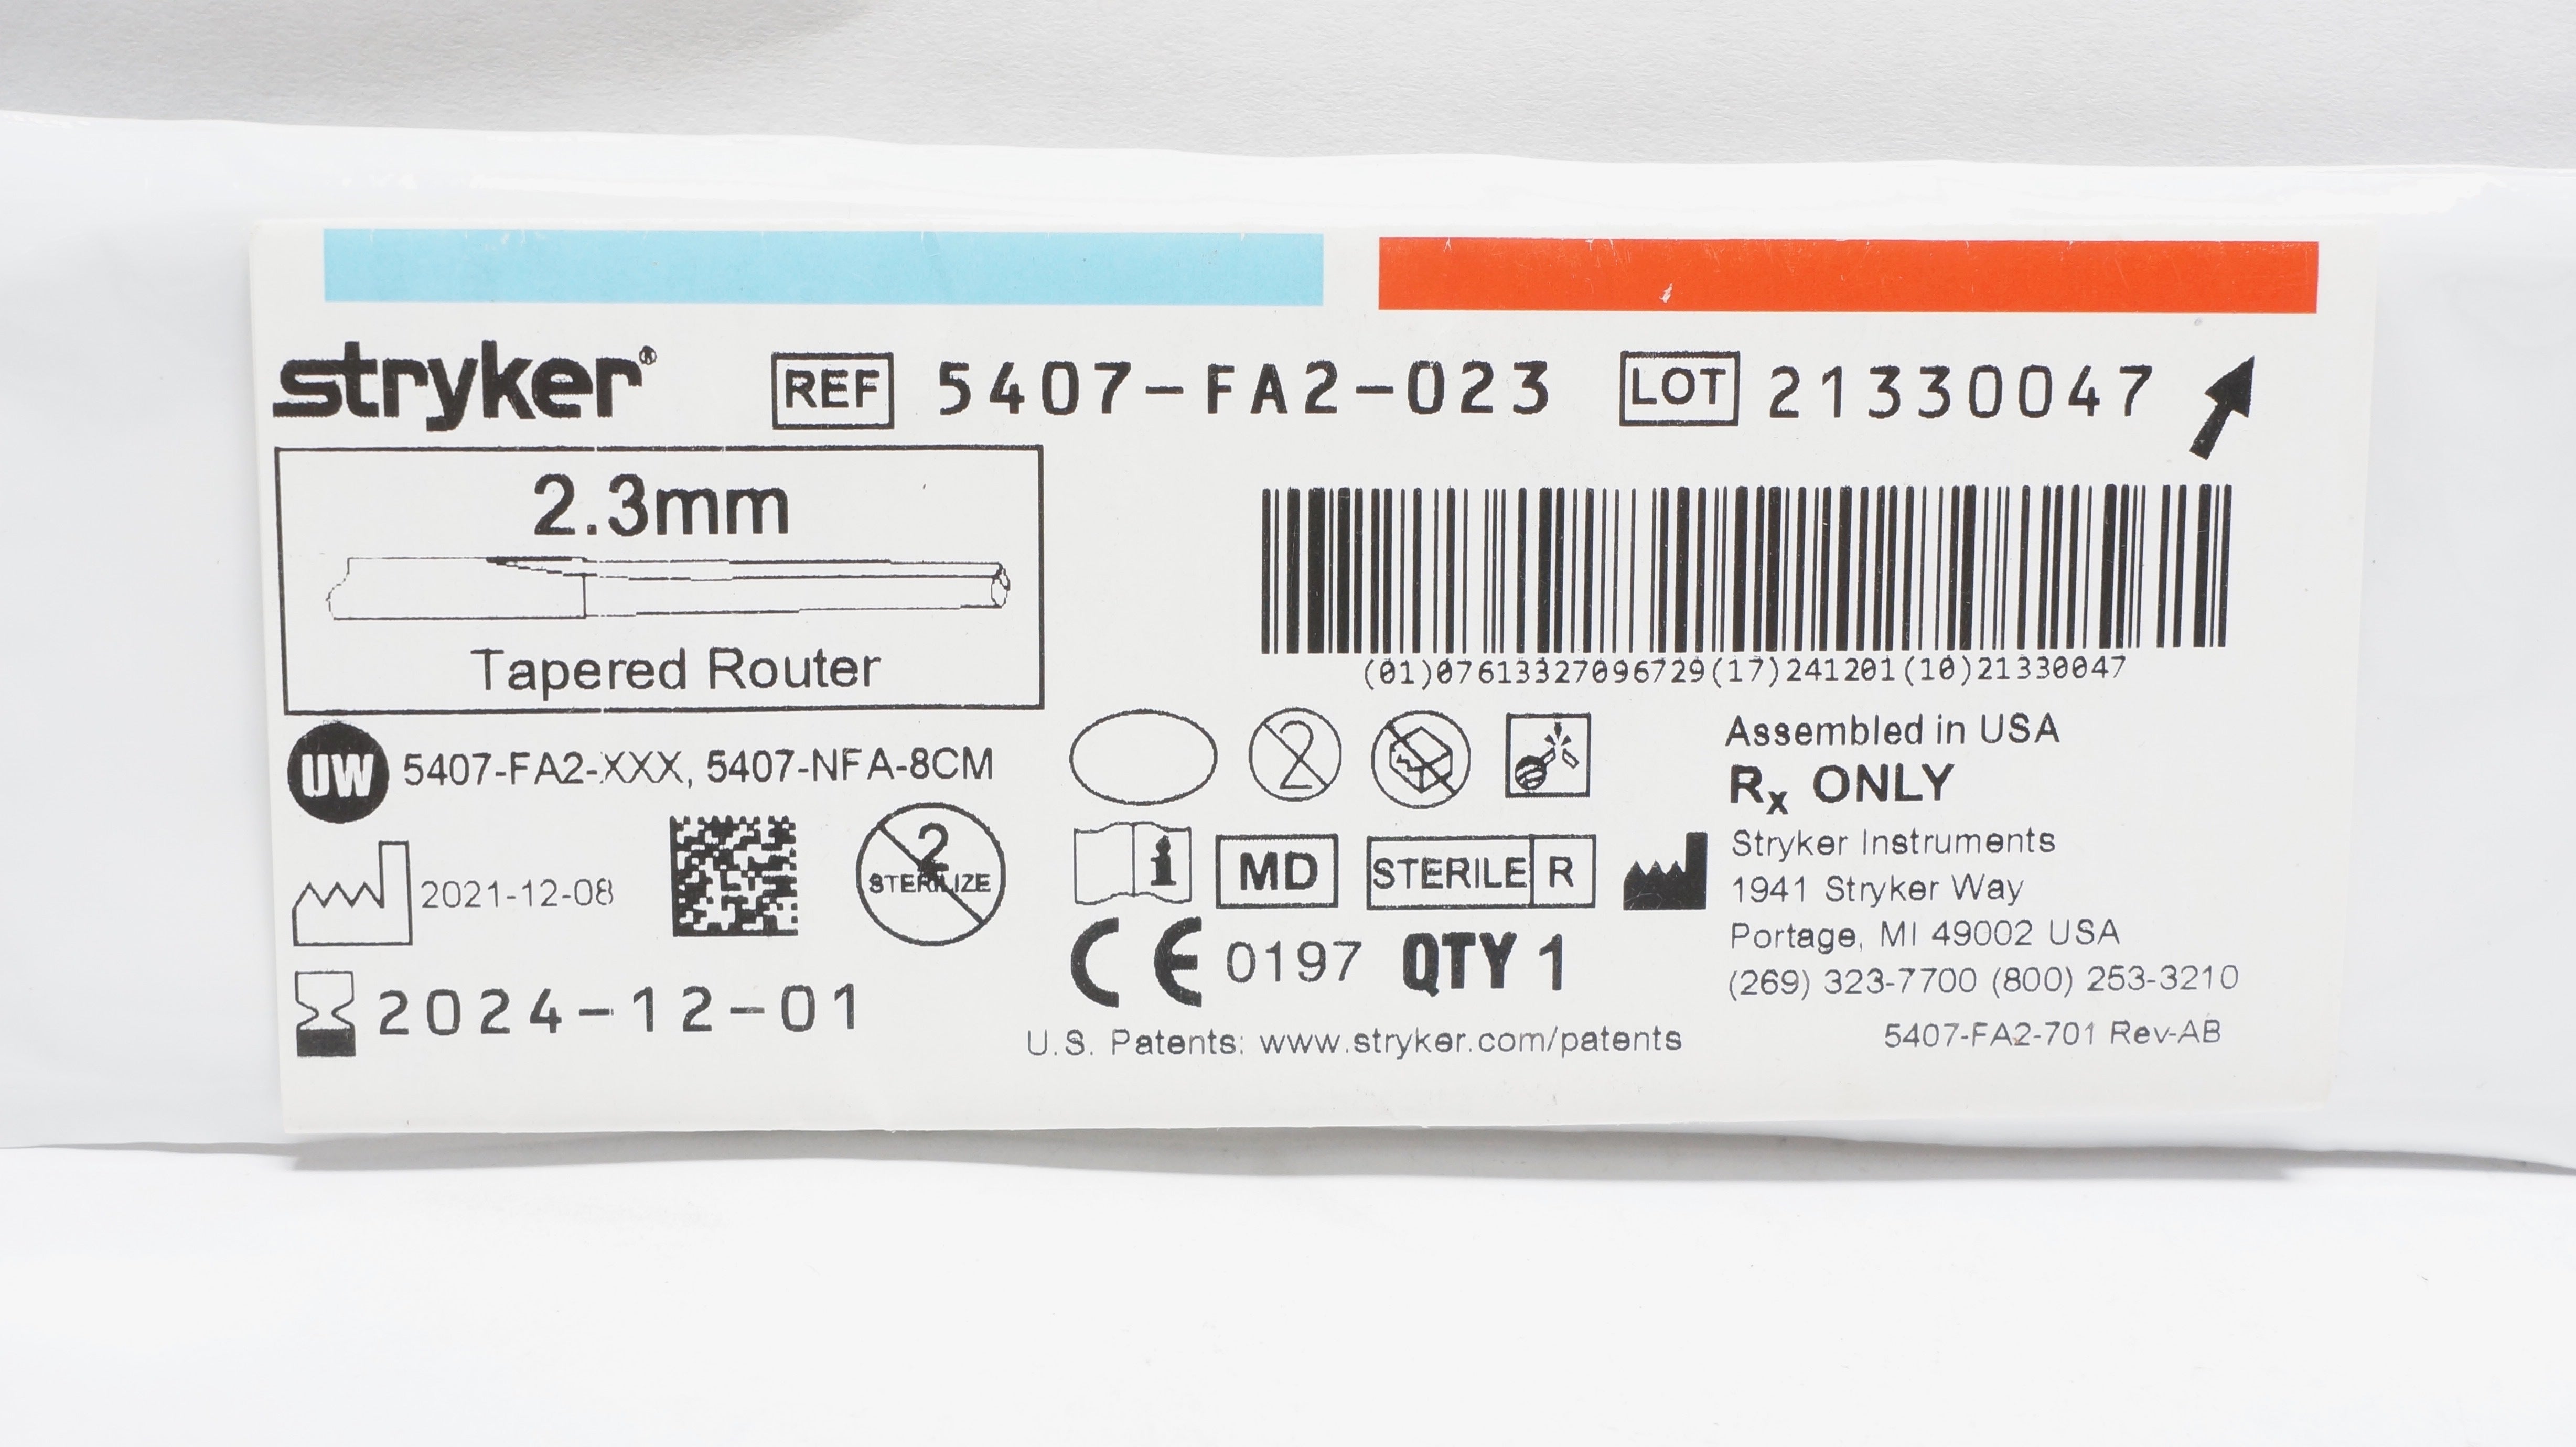 stryker®
REF 5407-FA2-023
LOT 21330047
2.3mm
Tapered Router
(01)07613327096729(17)241201(10)21330047
UW 5407-FA2-XXX, 5407-NFA-8CM
2
Assembled in USA
Rx ONLY
2021-12-08
2
STERILIZE
i
MD
STERILE R
Stryker Instruments
1941 Stryker Way
Portage, MI 49002 USA
(269) 323-7700 (800) 253-3210
2024-12-01
CE 0197 QTY 1
U.S. Patents: www.stryker.com/patents
5407-FA2-701 Rev-AB